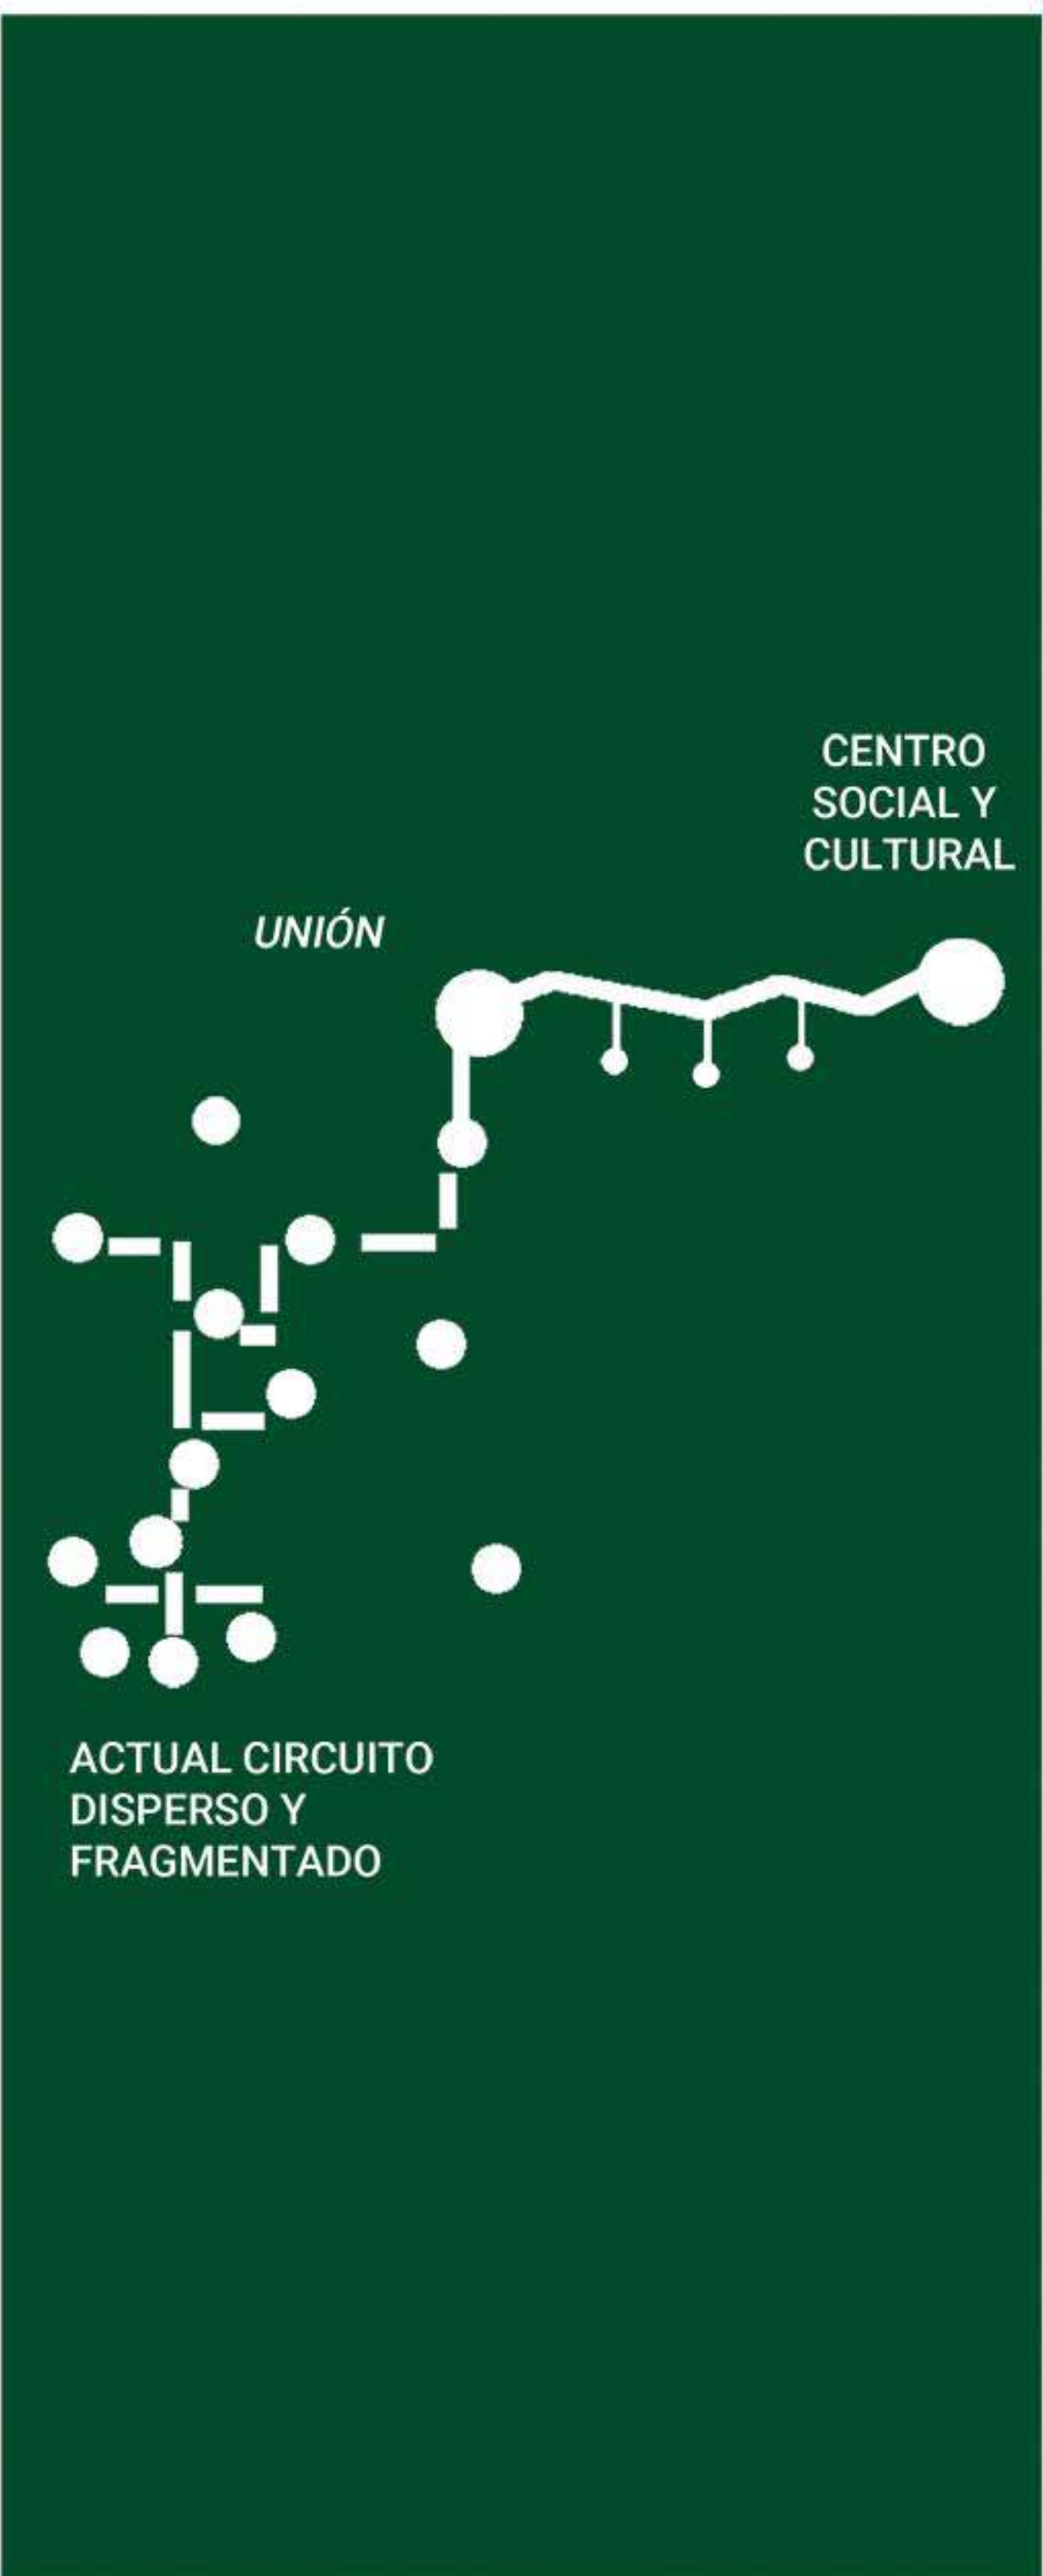 CENTRO
SOCIAL Y
CULTURAL
UNIÓN
ACTUAL CIRCUITO
DISPERSO Y
FRAGMENTADO